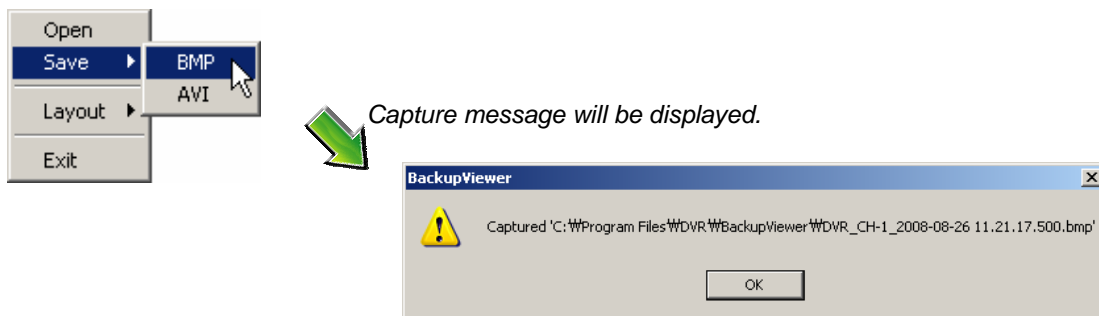 Open
Save BMP
AVI
Layout
Exit
Capture message will be displayed.
BackupViewer
Captured 'C:₩Program Files₩DVR₩BackupViewer₩DVR_CH-1_2008-08-26 11.21.17.500.bmp'
OK